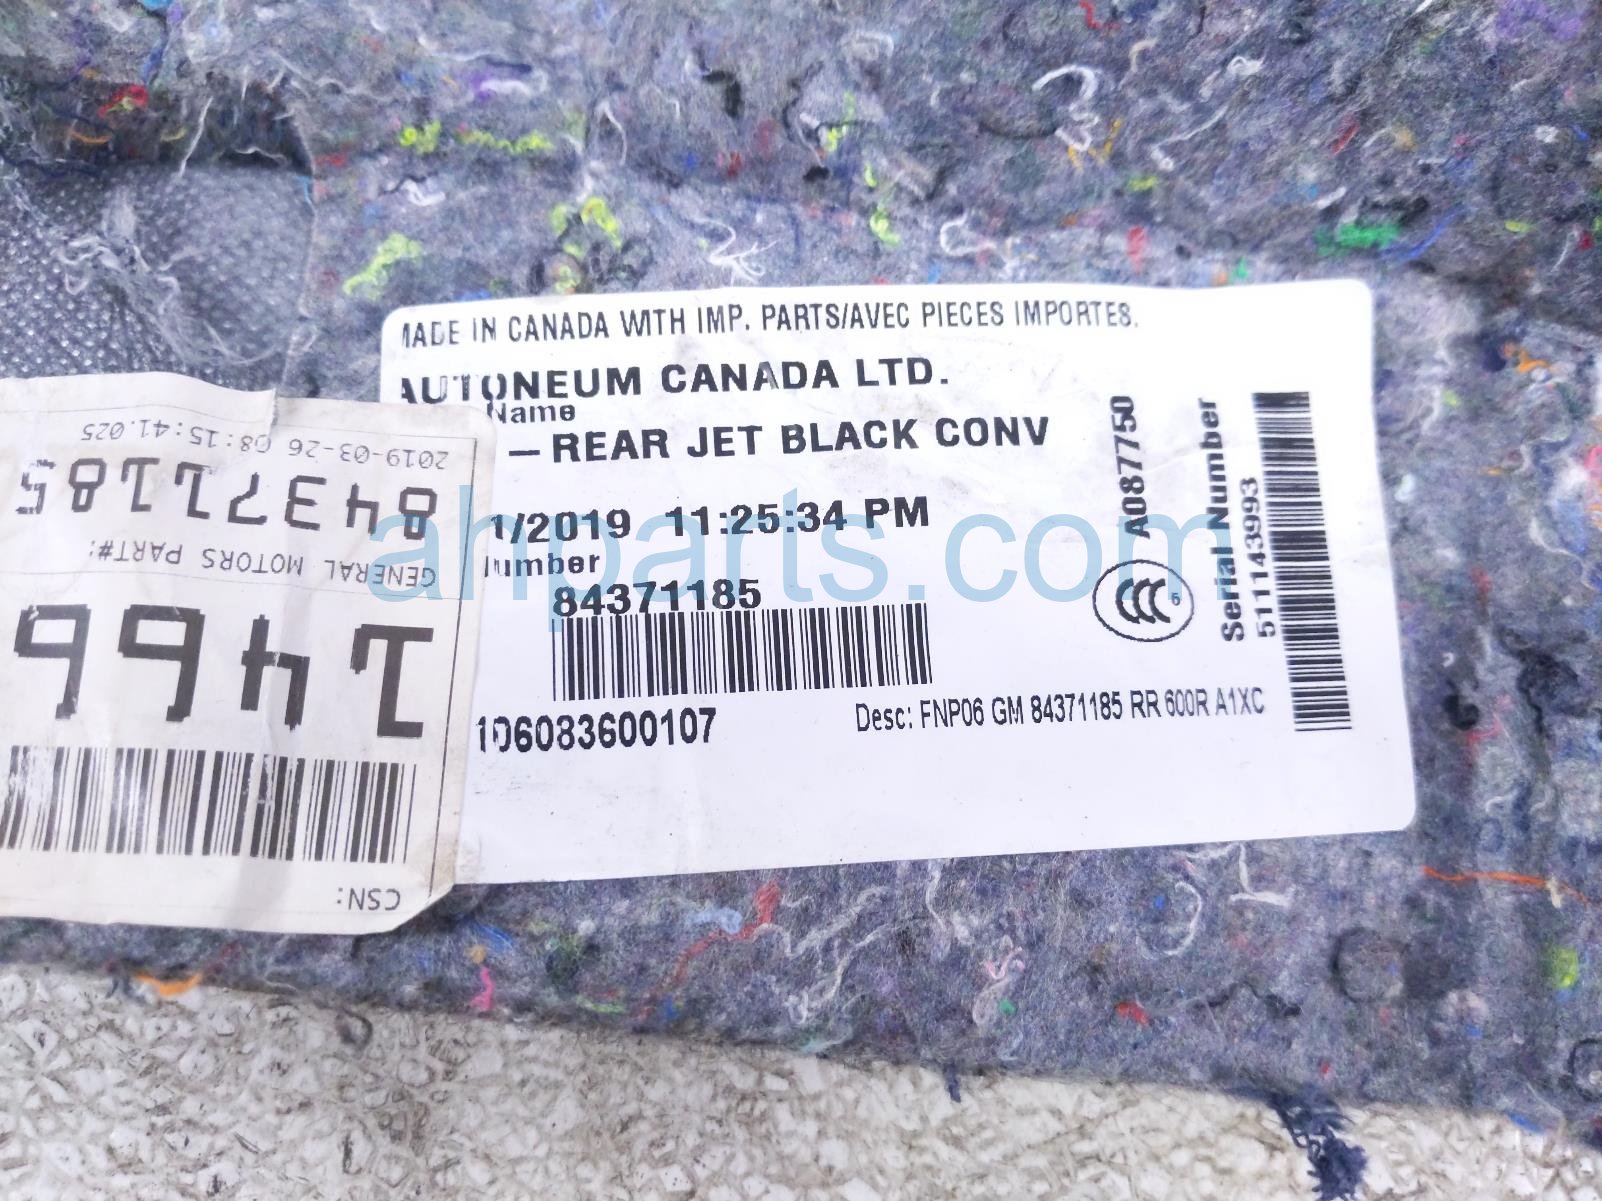 MADE IN CANADA WITH IMP. PARTS/AVEC PIECES IMPORTES.
AUTONEUM CANADA LTD.
Name
—REAR JET BLACK CONV
1/2019 11:25:34 PM
84371185
106083600107
Desc: FNP06 GM 84371185 RR 600R A1XC
A087750
Serial Number
5111143993
CSN:
1466
GENERAL MOTORS PART#:
84371185
2019-03-26 08:15:41.025
ahparts.com